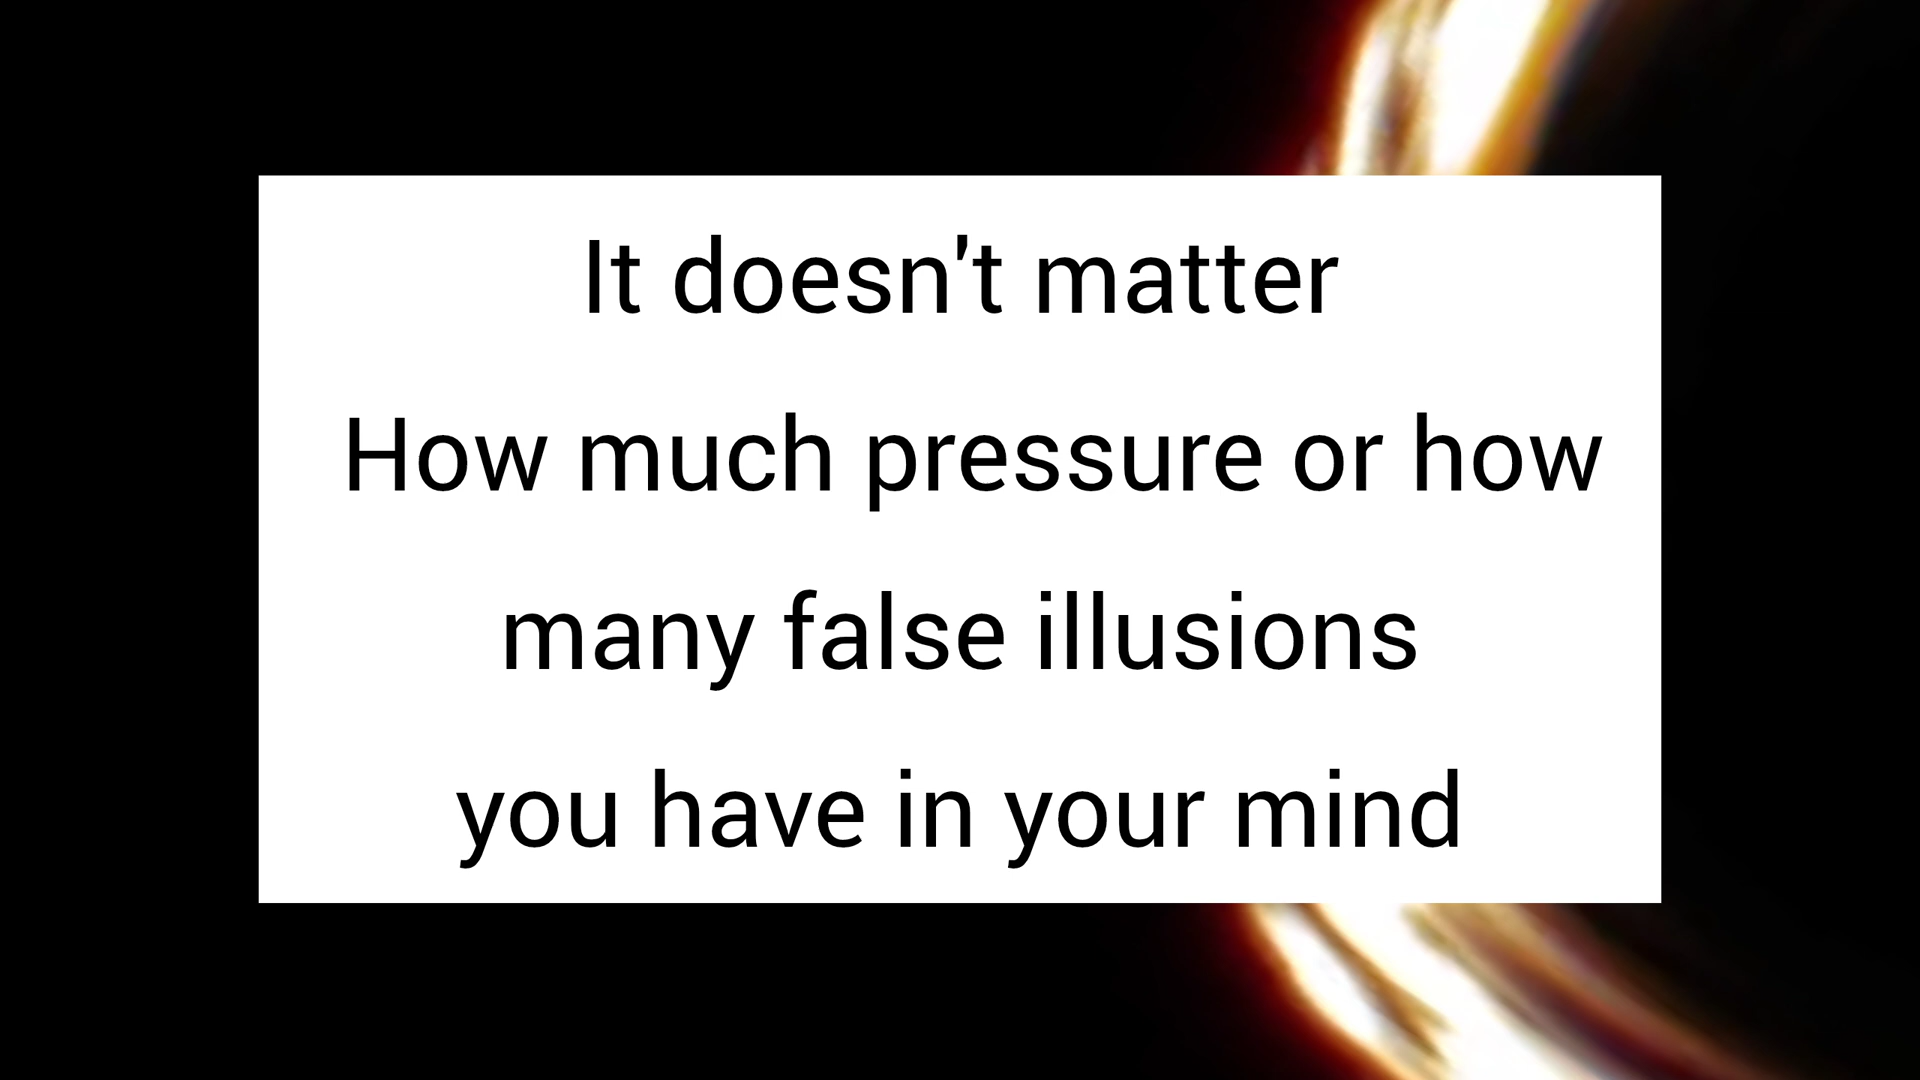 It doesn't matter
How much pressure or how
many false illusions
you have in your mind